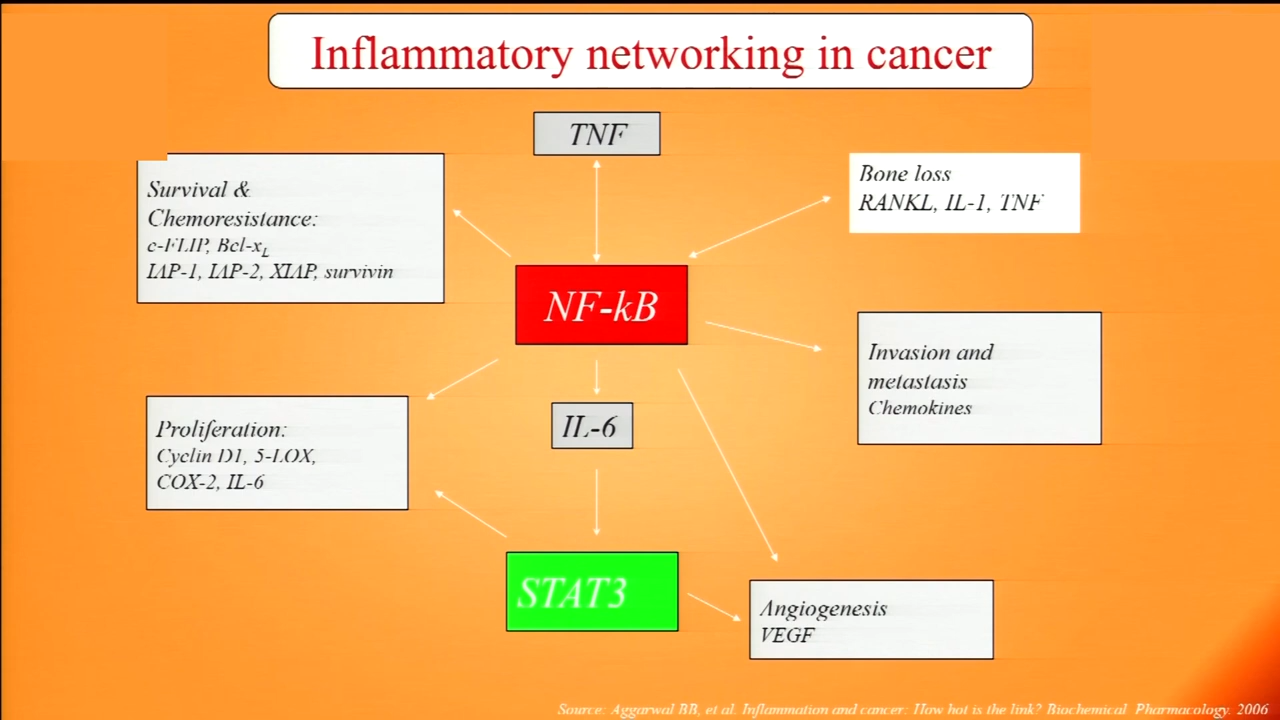 Inflammatory networking in cancer
TNF
Survival &
Chemoresistance:
c-FLIP, Bcl-xL
IAP-1, IAP-2, XIAP, survivin
Bone loss
RANKL, IL-1, TNF
NF-kB
Invasion and
metastasis
Chemokines
Proliferation:
Cyclin D1, 5-LOX,
COX-2, IL-6
IL-6
STAT3
Angiogenesis
VEGF
Source: Aggarwal BB, et al. Inflammation and cancer: How hot is the link? Biochemical Pharmacology. 2006